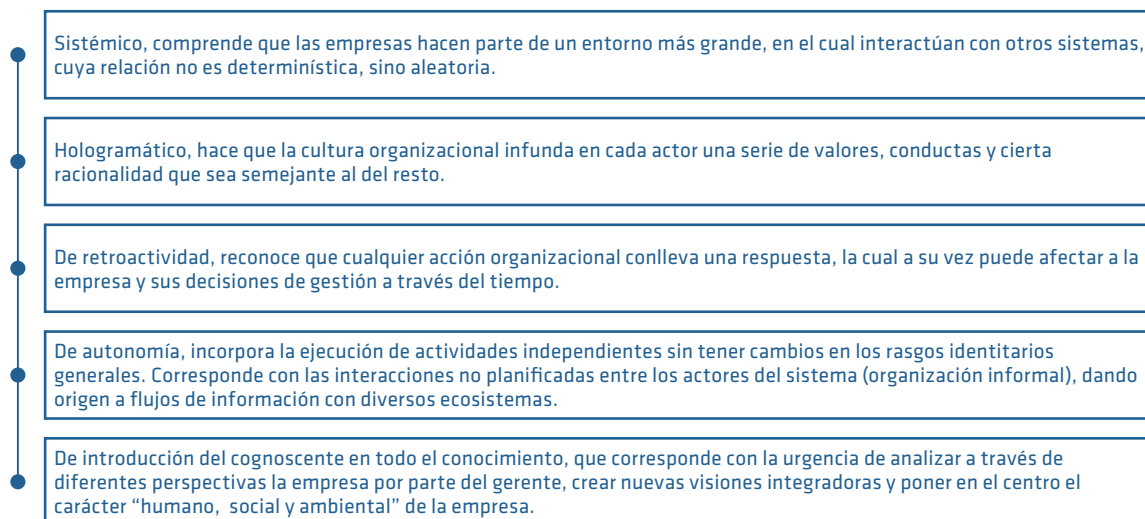 Sistémico, comprende que las empresas hacen parte de un entorno más grande, en el cual interactúan con otros sistemas,
cuya relación no es determinística, sino aleatoria.
Hologramático, hace que la cultura organizacional infunda en cada actor una serie de valores, conductas y cierta
racionalidad que sea semejante al del resto.
De retroactividad, reconoce que cualquier acción organizacional conlleva una respuesta, la cual a su vez puede afectar a la
empresa y sus decisiones de gestión a través del tiempo.
De autonomía, incorpora la ejecución de actividades independientes sin tener cambios en los rasgos identitarios
generales. Corresponde con las interacciones no planificadas entre los actores del sistema (organización informal), dando
origen a flujos de información con diversos ecosistemas.
De introducción del cognoscente en todo el conocimiento, que corresponde con la urgencia de analizar a través de
diferentes perspectivas la empresa por parte del gerente, crear nuevas visiones integradoras y poner en el centro el
carácter “humano, social y ambiental” de la empresa.